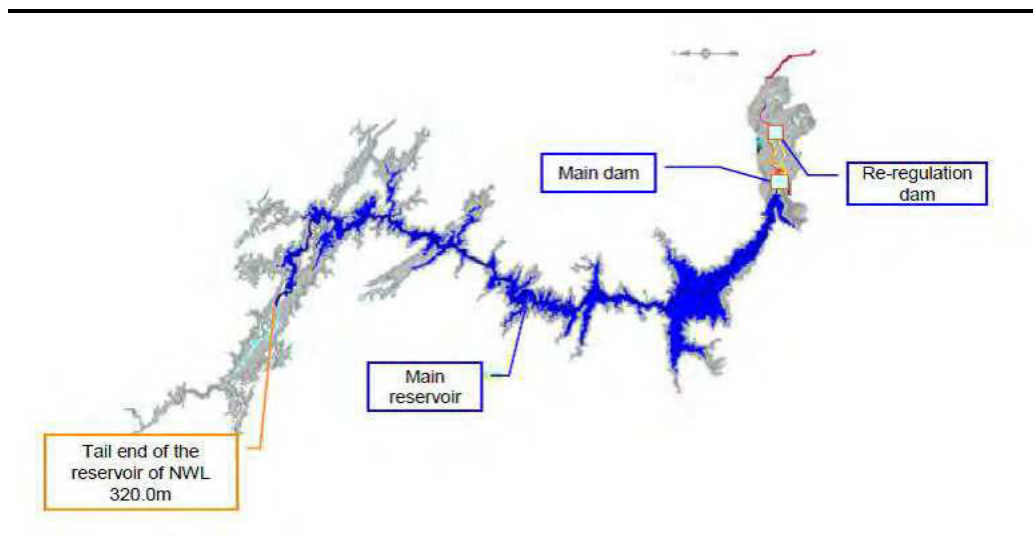 Main dam
Re-regulation
dam
Main
reservoir
Tail end of the
reservoir of NWL
320.0m